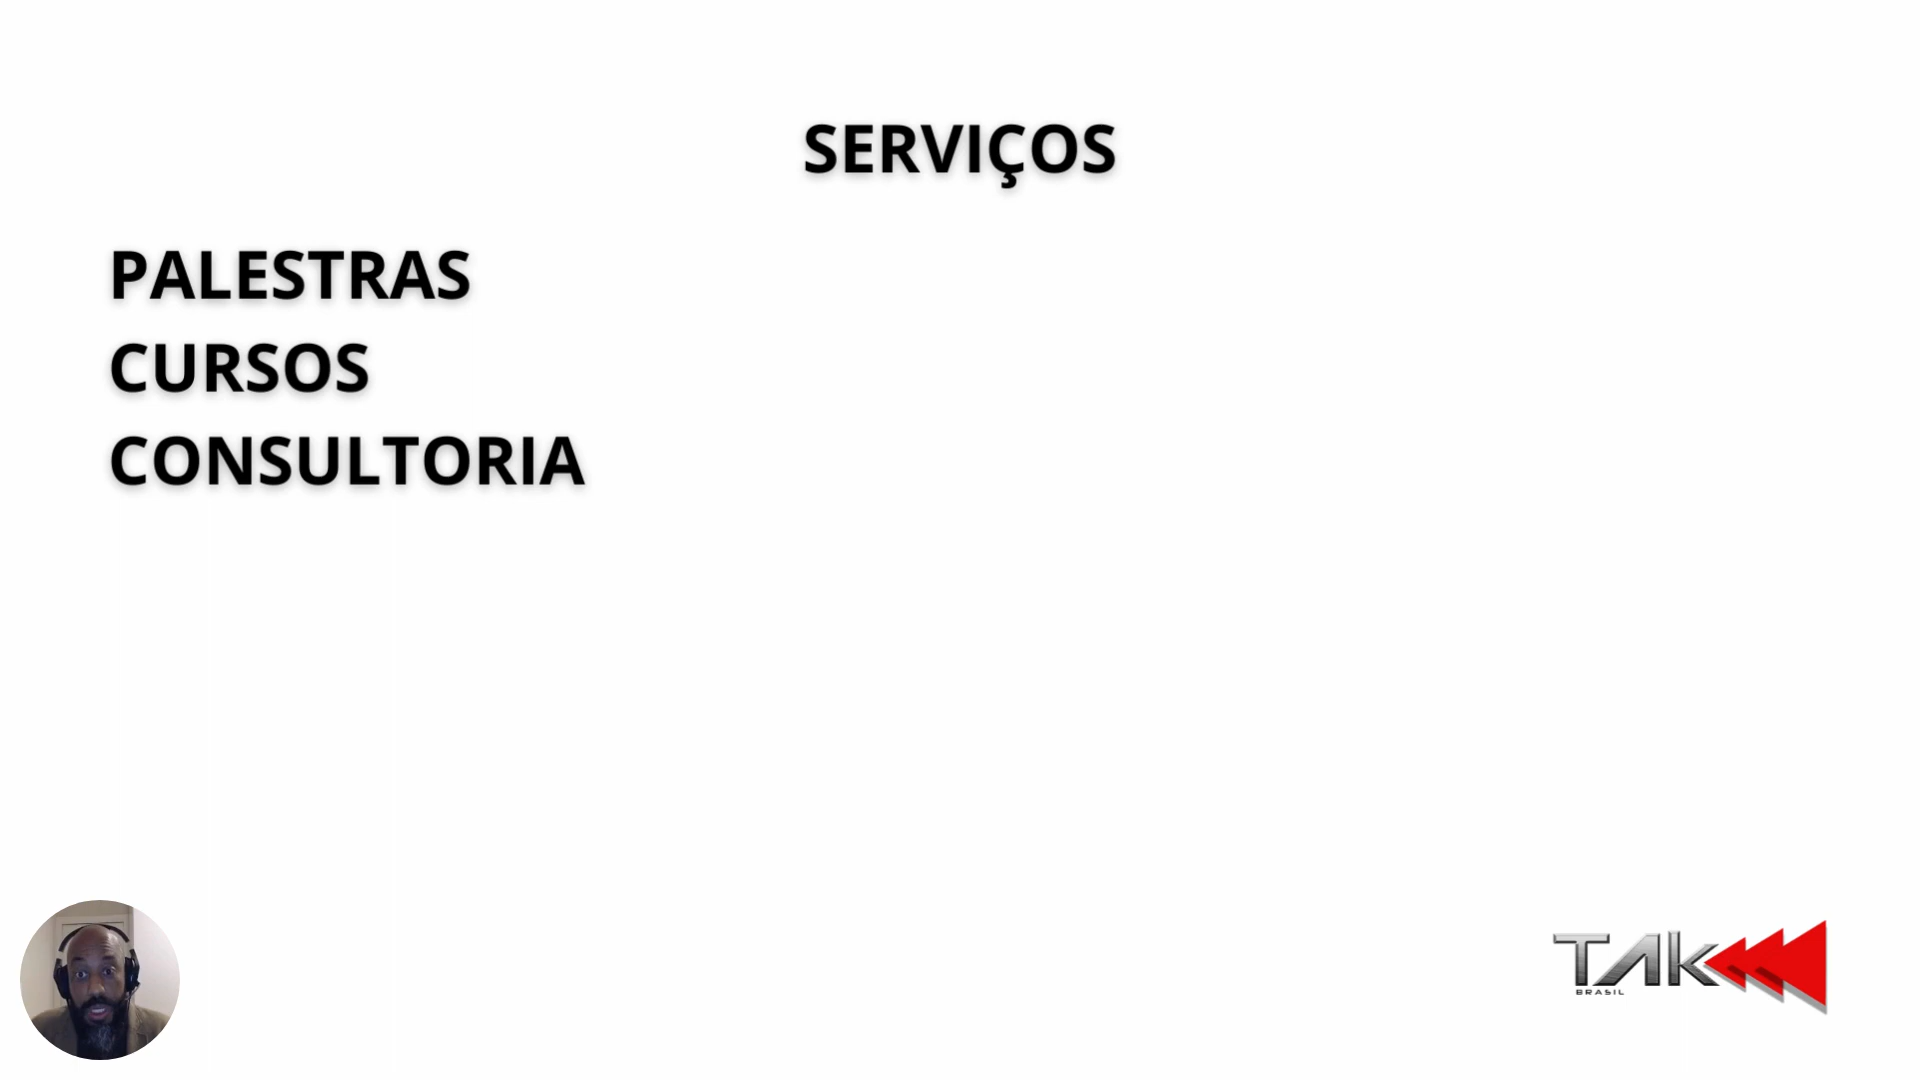 SERVIÇOS
PALESTRAS
CURSOS
CONSULTORIA
TAK
BRASIL